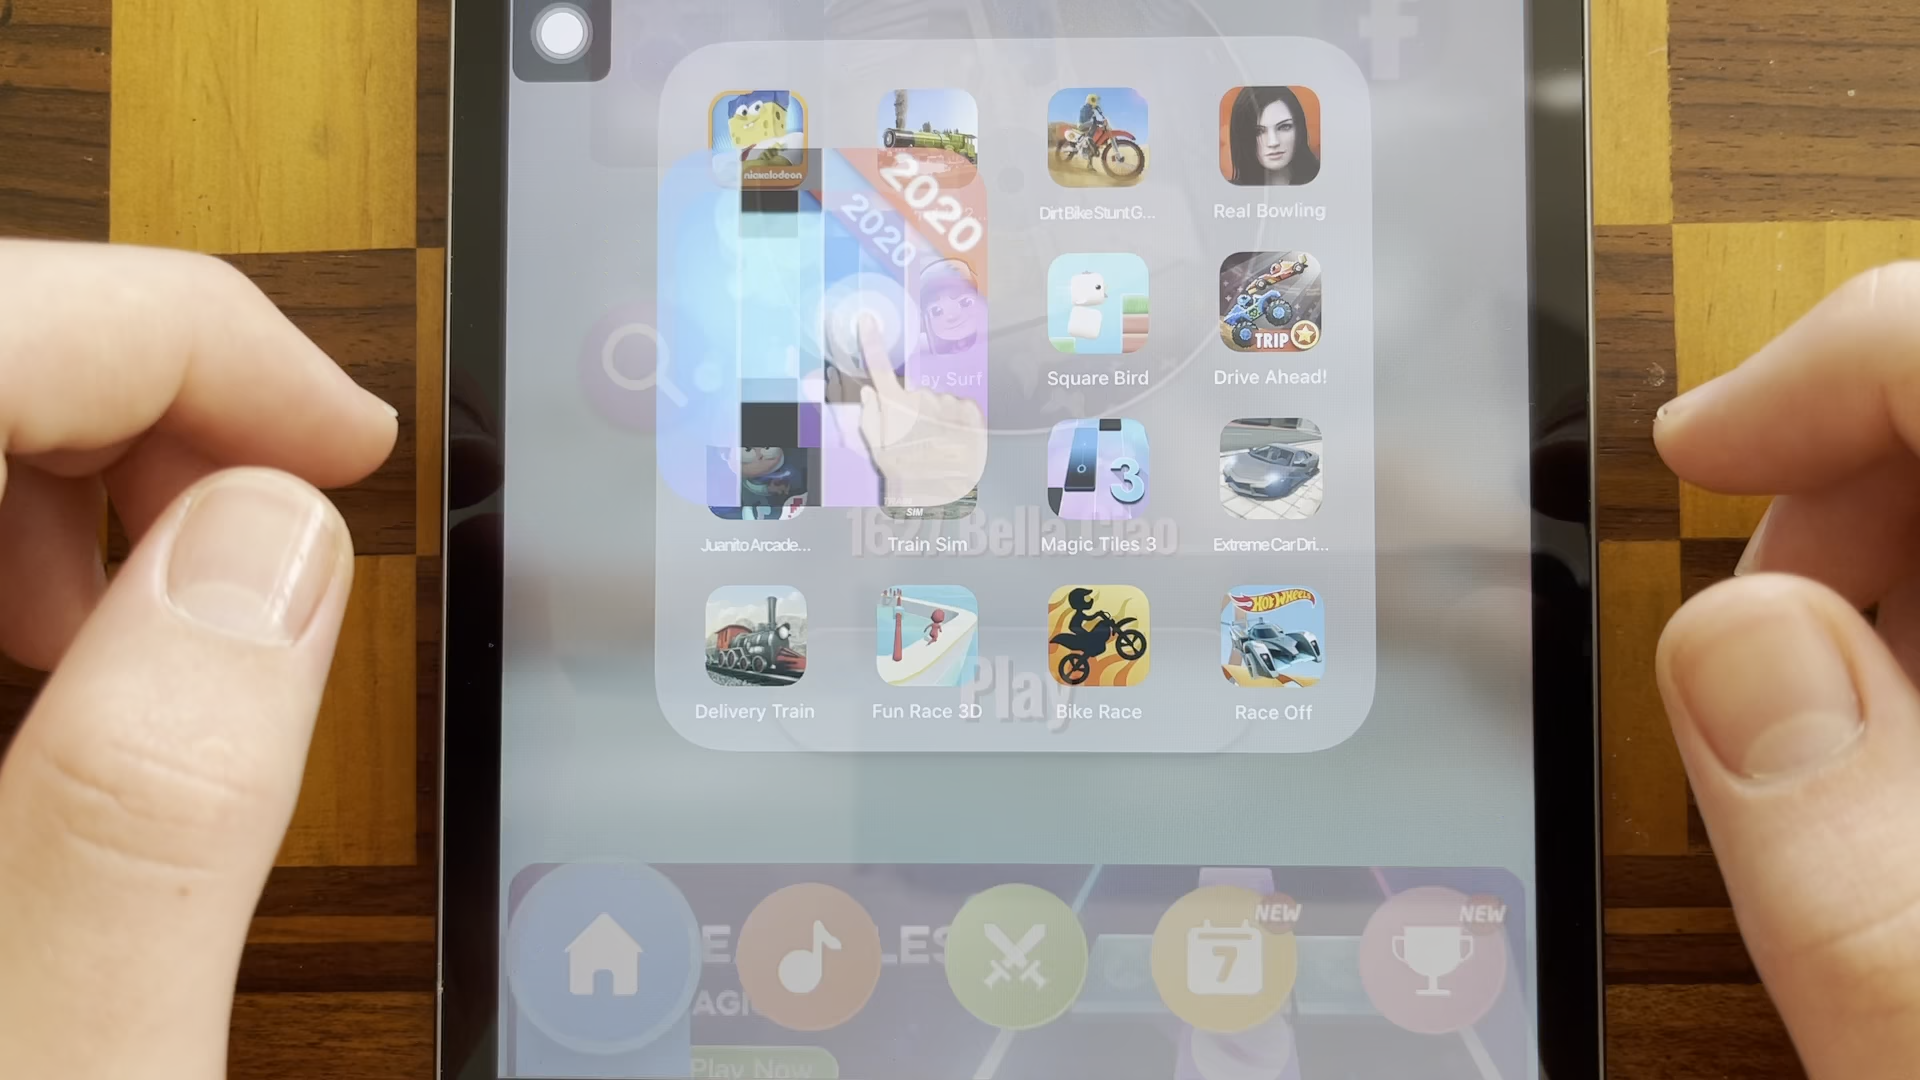 nickelodeon
2020
2020
Dirt Bike Stunt G...
Real Bowling
ay Surf
Square Bird
TRIP
Drive Ahead!
3
SIM
1627 Bella Ciao
Juanito Arcade...
Train Sim
Magic Tiles 3
Extreme Car Dri...
HOT WHEELS
Play
Delivery Train
Fun Race 3D
Bike Race
Race Off
NEW
NEW
7
LES
AGI
Play Now